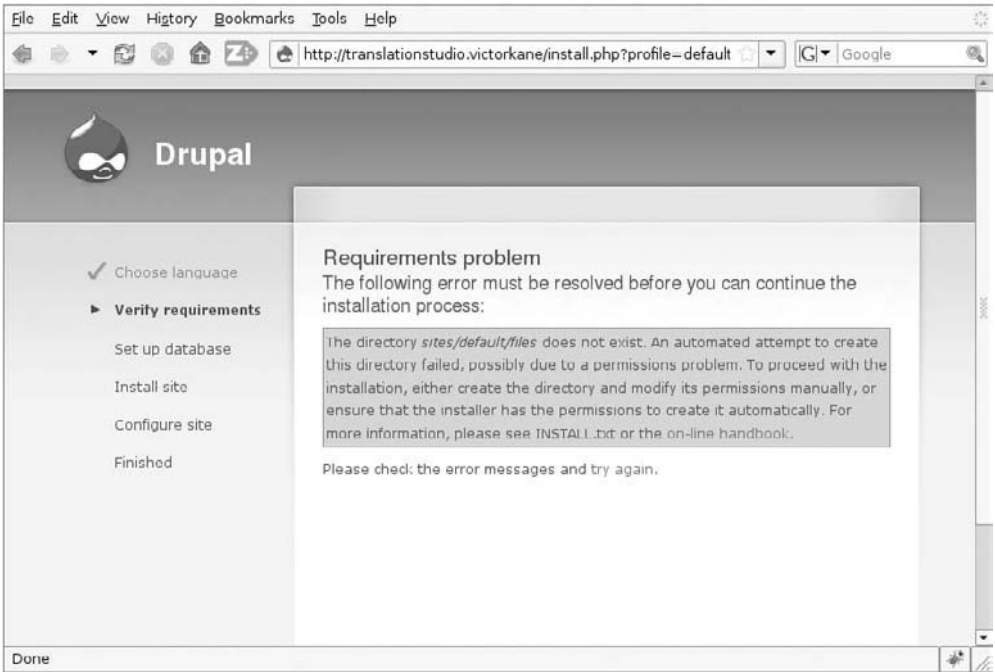 File Edit View History Bookmarks Tools Help
http://translationstudio.victorkane/install.php?profile=default
G Google
Drupal
Choose language
Verify requirements
Set up database
Install site
Configure site
Finished
Requirements problem
The following error must be resolved before you can continue the
installation process:
The directory sites/default/files does not exist. An automated attempt to create
this directory failed, possibly due to a permissions problem. To proceed with the
installation, either create the directory and modify its permissions manually, or
ensure that the installer has the permissions to create it automatically. For
more information, please see INSTALL.txt or the on-line handbook.
Please check the error messages and try again.
Done